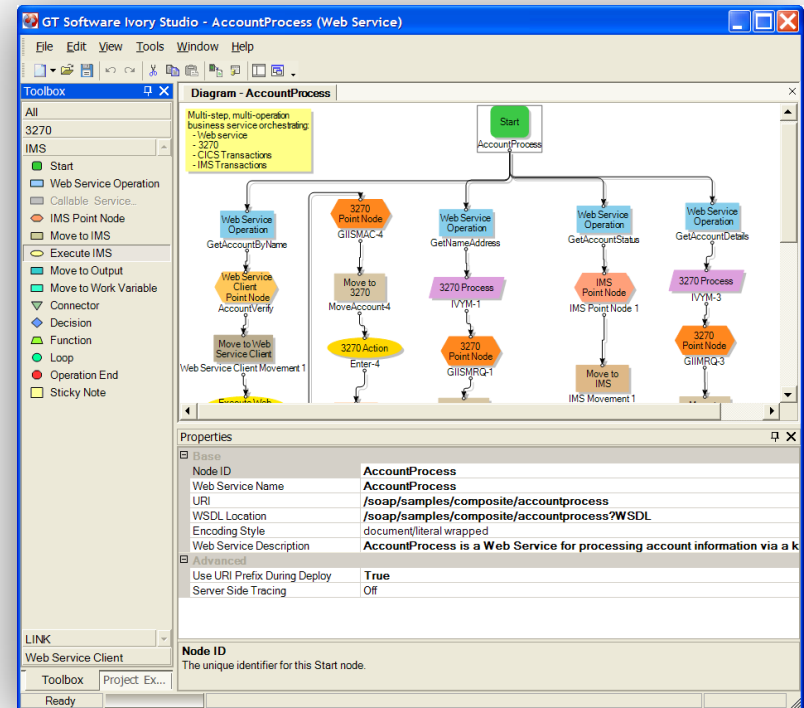 GT Software Ivory Studio - AccountProcess (Web Service)
File Edit View Tools Window Help
Toolbox
All
3270
IMS
Start
Web Service Operation
Callable Service...
IMS Point Node
Move to IMS
Execute IMS
Move to Output
Move to Work Variable
Connector
Decision
Function
Loop
Operation End
Sticky Note
LINK
Web Service Client
Toolbox Project Ex...
Ready
Diagram - AccountProcess
Multi-step, multi-operation
business service orchestrating:
- Web service
- 3270
- CICS Transactions
- IMS Transactions
Start
AccountProcess
Web Service
Operation
GetAccountByName
Web Service
Client
Point Node
AccountVerify
Move to Web
Service Client
Web Service Client Movement 1
Execute Web
3270
Point Node
GIISMAC-4
Move to
3270
MoveAccount-4
3270 Action
Enter-4
Web Service
Operation
GetNameAddress
3270 Process
IVYM-1
3270
Point Node
GIISMRQ-1
Web Service
Operation
GetAccountStatus
IMS
Point Node
IMS Point Node 1
Move to
IMS
IMS Movement 1
Web Service
Operation
GetAccountDetails
3270 Process
IVYM-3
3270
Point Node
GIIMRQ-3
Properties
Base
Node ID AccountProcess
Web Service Name AccountProcess
URI /soap/samples/composite/accountprocess
WSDL Location /soap/samples/composite/accountprocess?WSDL
Encoding Style document/literal wrapped
Web Service Description AccountProcess is a Web Service for processing account information via a k
Advanced
Use URI Prefix During Deploy True
Server Side Tracing Off
Node ID
The unique identifier for this Start node.